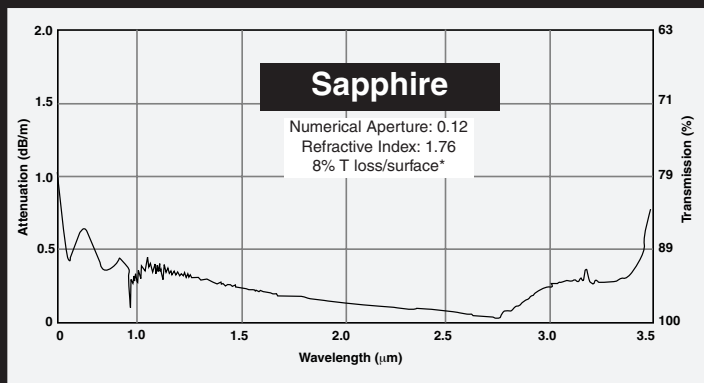 Sapphire
Numerical Aperture: 0.12
Refractive Index: 1.76
8% T loss/surface*
Attenuation (dB/m)
2.0
1.5
1.0
0.5
0
Transmission (%)
63
71
79
89
100
0 1.0 1.5 2.0 2.5 3.0 3.5
Wavelength (μm)